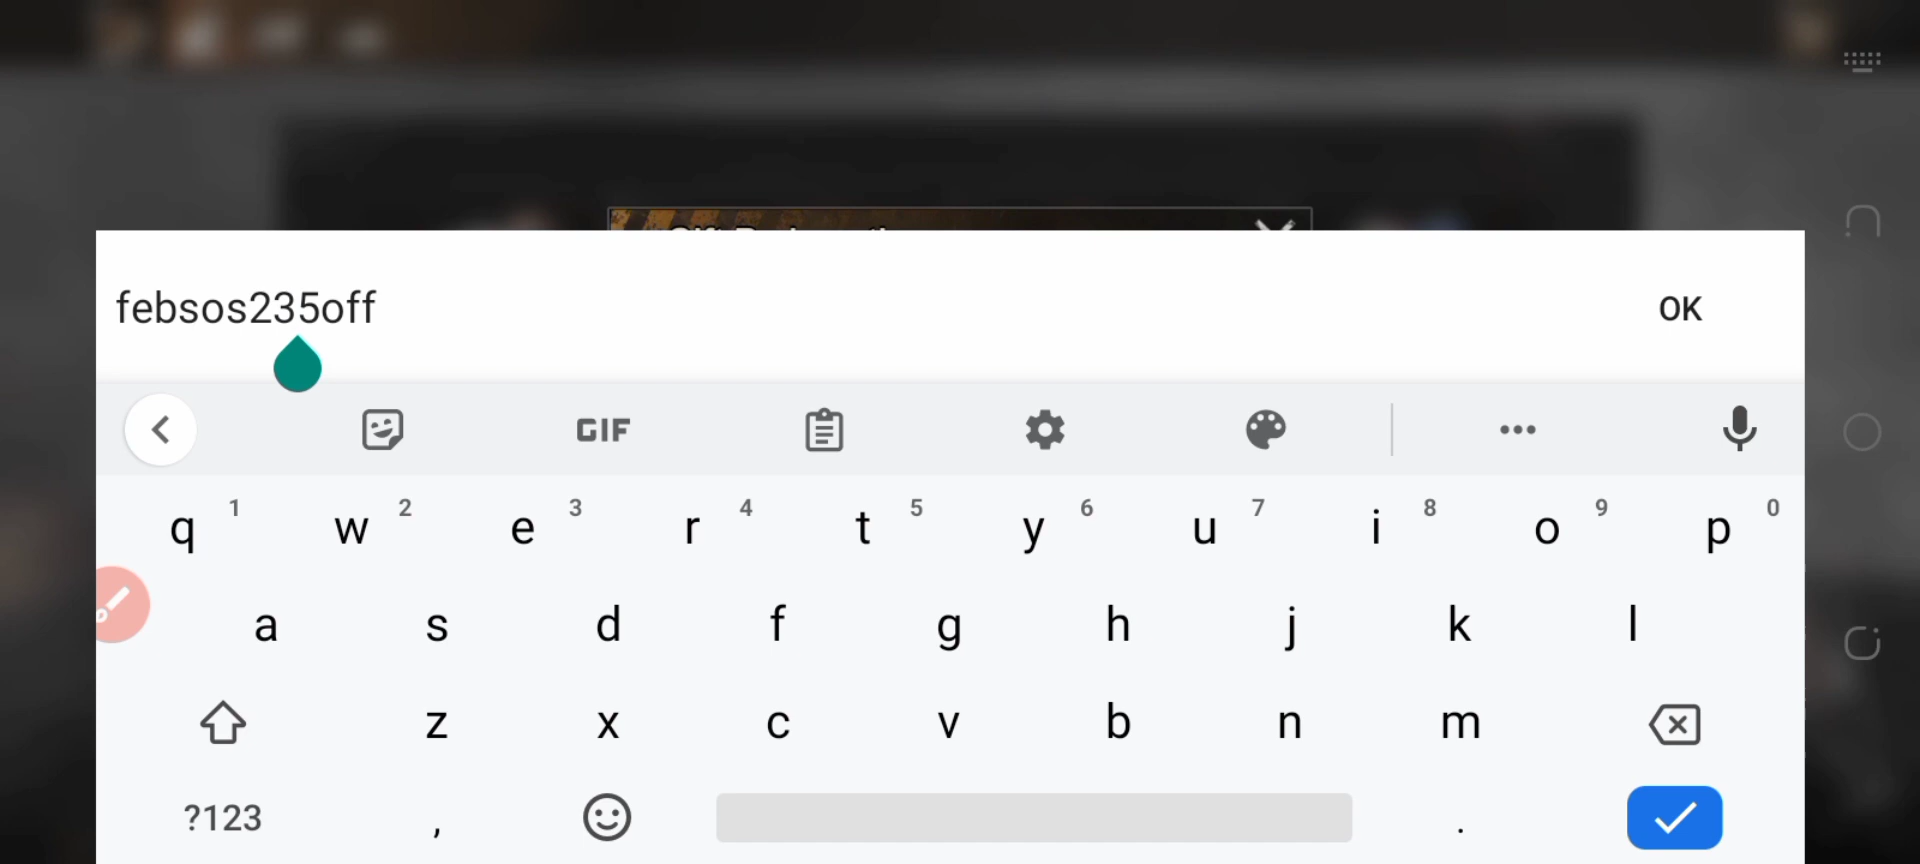 febsos235off
OK
GIF
q 1 w 2 e 3 r 4 t 5 y 6 u 7 i 8 o 9 p 0
a s d f g h j k l
z x c v b n m
?123 , .